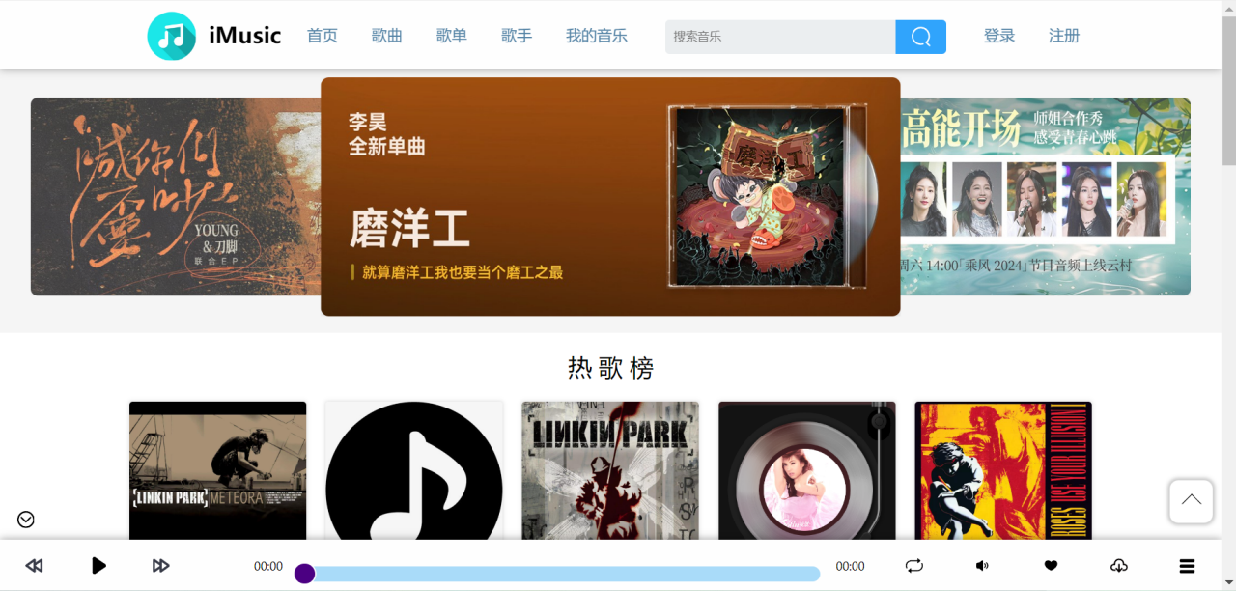 iMusic
首页
歌曲
歌单
歌手
我的音乐
搜索音乐
登录
注册
喊你们
麈吵
YOUNG
&刀脚
联合EP
李昊
全新单曲
磨洋工
就算磨洋工我也要当个磨工之最
磨洋工
高能开场
师姐合作秀
感受青春心跳
周六 14:00「乘风 2024」节目音频上线云村
热歌榜
[LINKIN PARK] METEORA
LINKIN PARK
ROSES USE YOUR ILLUSION I
00:00
00:00